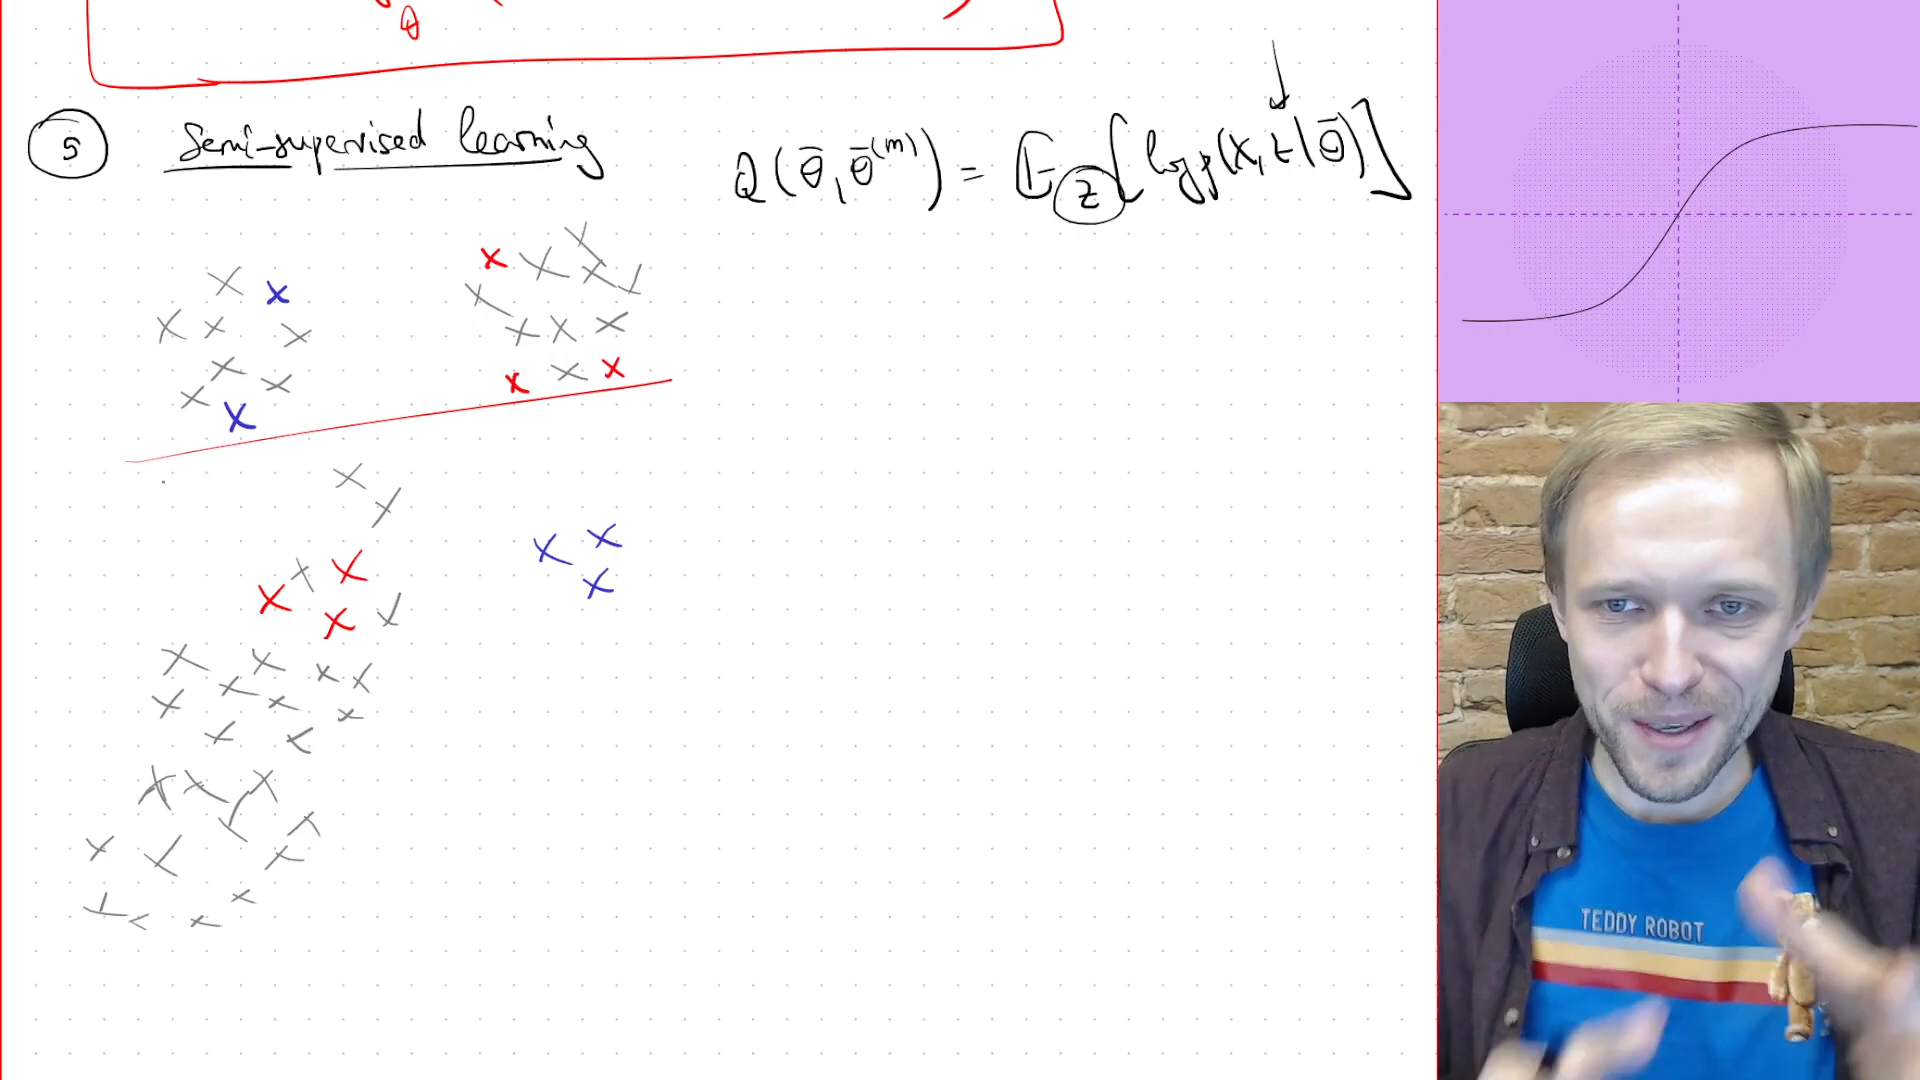 θ
5 Semi-supervised learning
Q(θ̄, θ̄^(m)) = E_z [log p(X, z | θ̄)]
TEDDY ROBOT